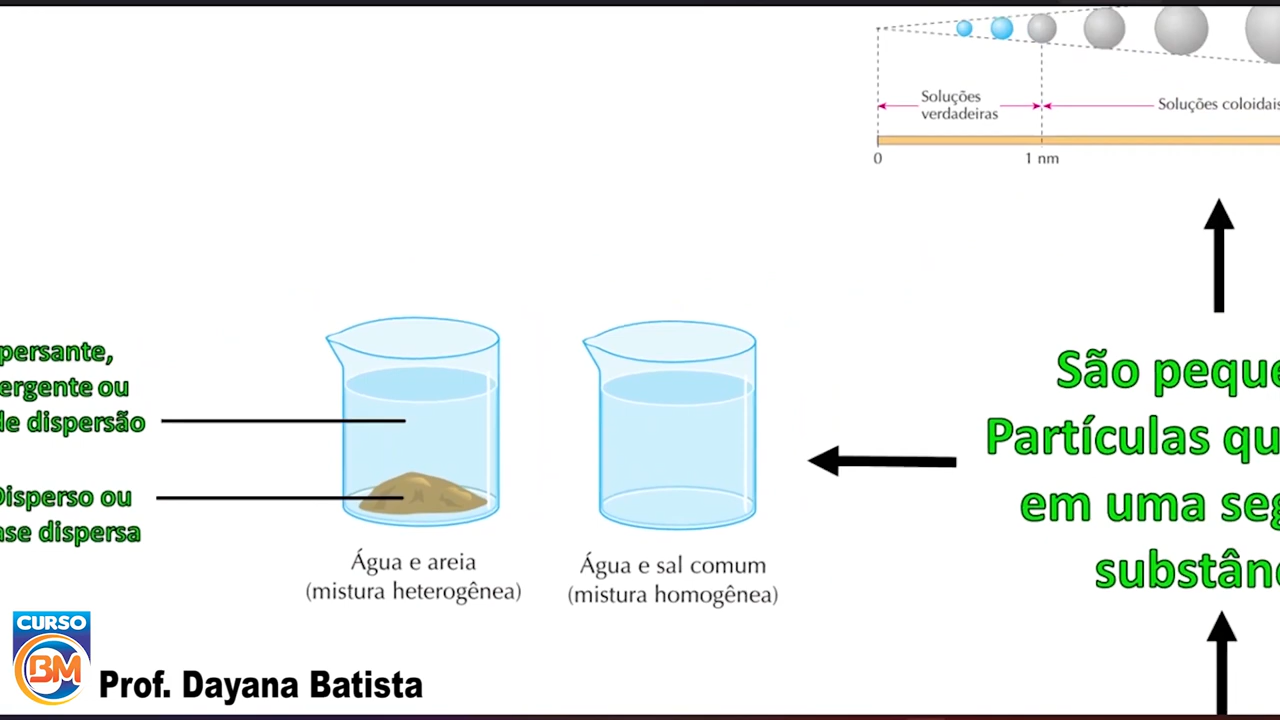 Soluções
verdadeiras
Soluções coloidais
0
1 nm
persante,
ergente ou
de dispersão
Disperso ou
ase dispersa
São peque
Partículas qu
em uma seg
substân
Água e areia
(mistura heterogênea)
Água e sal comum
(mistura homogênea)
CURSO
BM
Prof. Dayana Batista